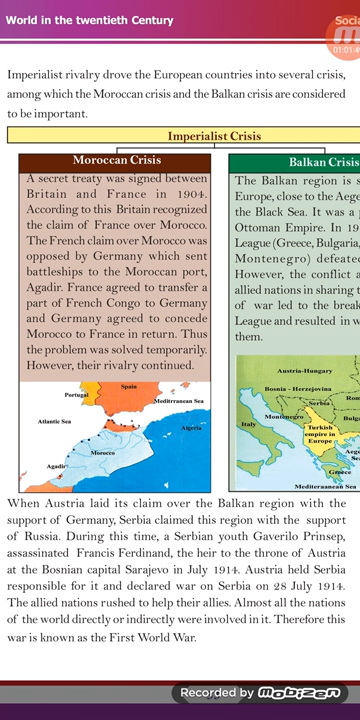 World in the twentieth Century
Socia
01:01:4
Imperialist rivalry drove the European countries into several crisis,
among which the Moroccan crisis and the Balkan crisis are considered
to be important.
Imperialist Crisis
Moroccan Crisis
A secret treaty was signed between
Britain and France in 1904.
According to this Britain recognized
the claim of France over Morocco.
The French claim over Morocco was
opposed by Germany which sent
battleships to the Moroccan port,
Agadir. France agreed to transfer a
part of French Congo to Germany
and Germany agreed to concede
Morocco to France in return. Thus
the problem was solved temporarily.
However, their rivalry continued.
Portugal
Spain
Mediterranean Sea
Atlantic Sea
Algeria
Morocco
Agadir
Balkan Crisis
The Balkan region is s
Europe, close to the Aege
the Black Sea. It was a p
Ottoman Empire. In 19
League (Greece, Bulgaria,
Montenegro) defeated
However, the conflict a
allied nations in sharing t
of war led to the break
League and resulted in w
them.
Austria-Hungary
Bosnia - Herzejovina
Rom
Serbia
Montenegro
Bulg
Italy
Turkish
empire in
Europe
Aege
Sea
Greece
Mediteraanean Sea
When Austria laid its claim over the Balkan region with the
support of Germany, Serbia claimed this region with the support
of Russia. During this time, a Serbian youth Gaverilo Prinsep,
assassinated Francis Ferdinand, the heir to the throne of Austria
at the Bosnian capital Sarajevo in July 1914. Austria held Serbia
responsible for it and declared war on Serbia on 28 July 1914.
The allied nations rushed to help their allies. Almost all the nations
of the world directly or indirectly were involved in it. Therefore this
war is known as the First World War.
Recorded by mobizen